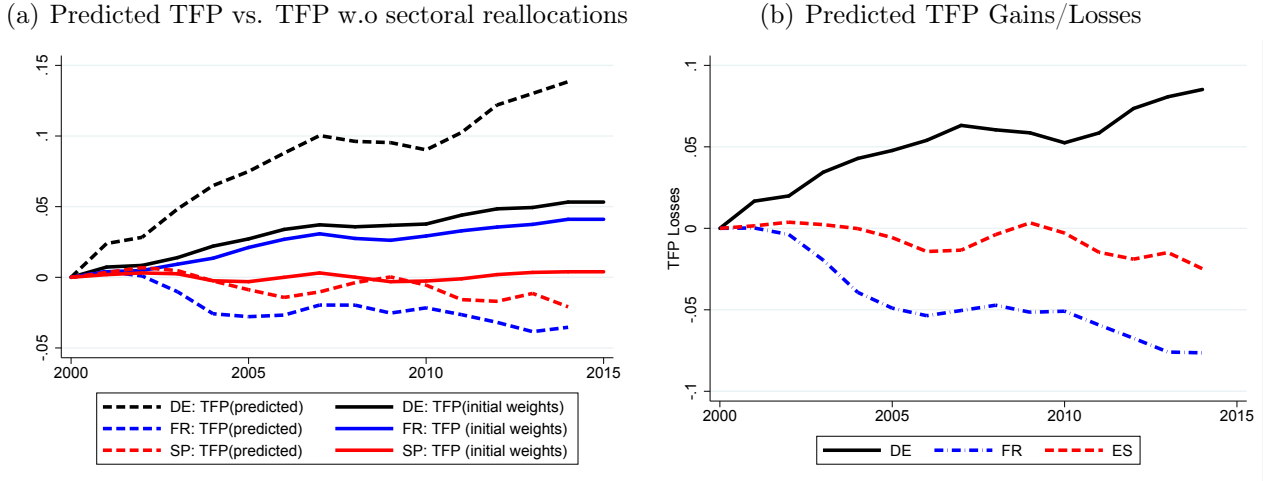 (a) Predicted TFP vs. TFP w.o sectoral reallocations
.15
.1
.05
0
-.05
2000
2005
2010
2015
DE: TFP(predicted)
DE: TFP(initial weights)
FR: TFP(predicted)
FR: TFP (initial weights)
SP: TFP(predicted)
SP: TFP (initial weights)
(b) Predicted TFP Gains/Losses
TFP Losses
.1
.05
0
-.05
-.1
2000
2005
2010
2015
DE
FR
ES